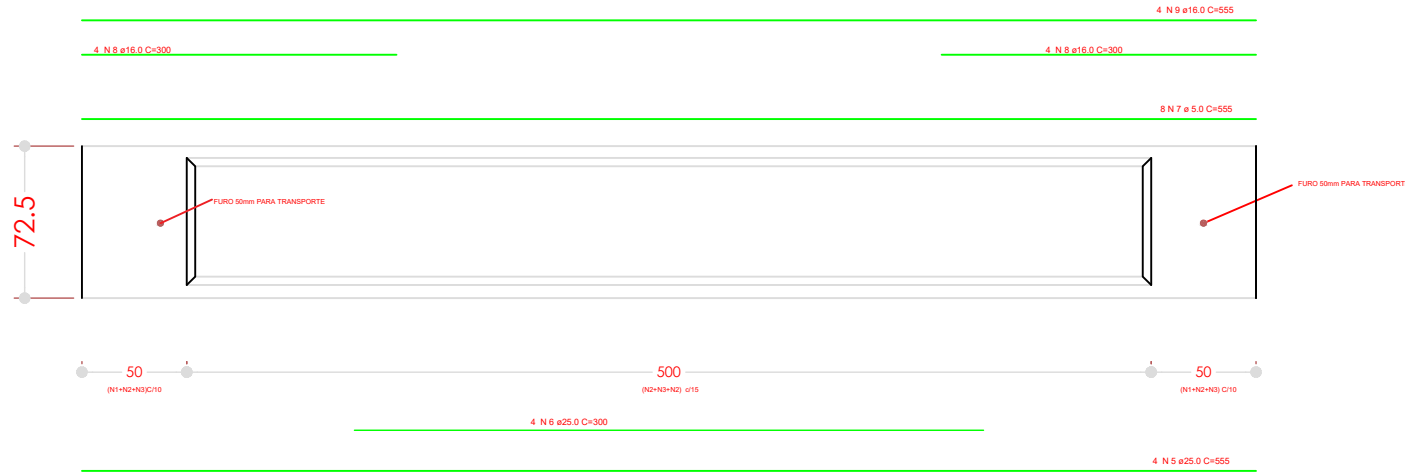 4 N 9 ø16.0 C=555
4 N 8 ø16.0 C=300
4 N 8 ø16.0 C=300
8 N 7 ø 5.0 C=555
FURO 50mm PARA TRANSPORT
FURO 50mm PARA TRANSPORTE
72.5
50
500
50
(N1+N2+N3)C/10
(N2+N3+N2) c/15
(N1+N2+N3) C/10
4 N 6 ø25.0 C=300
4 N 5 ø25.0 C=555